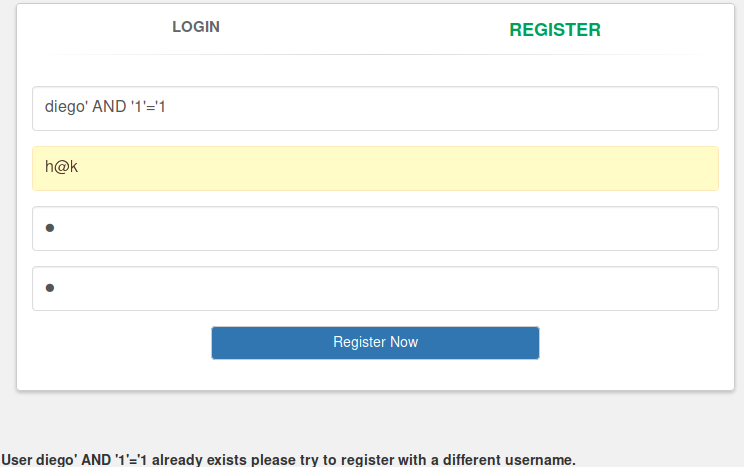 LOGIN
REGISTER
diego' AND '1'='1
h@k
●
●
Register Now
User diego' AND '1'='1 already exists please try to register with a different username.